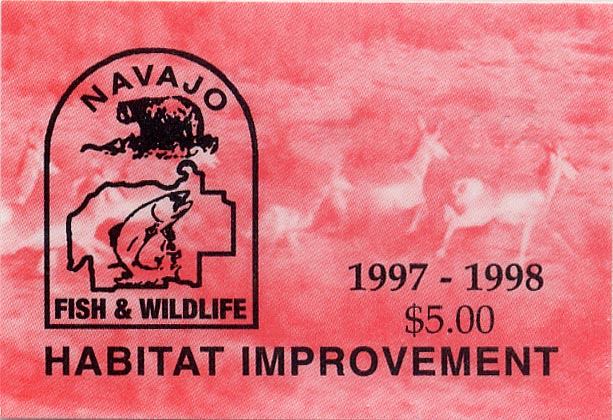 NAVAJO
FISH & WILDLIFE
1997 - 1998
$5.00
HABITAT IMPROVEMENT